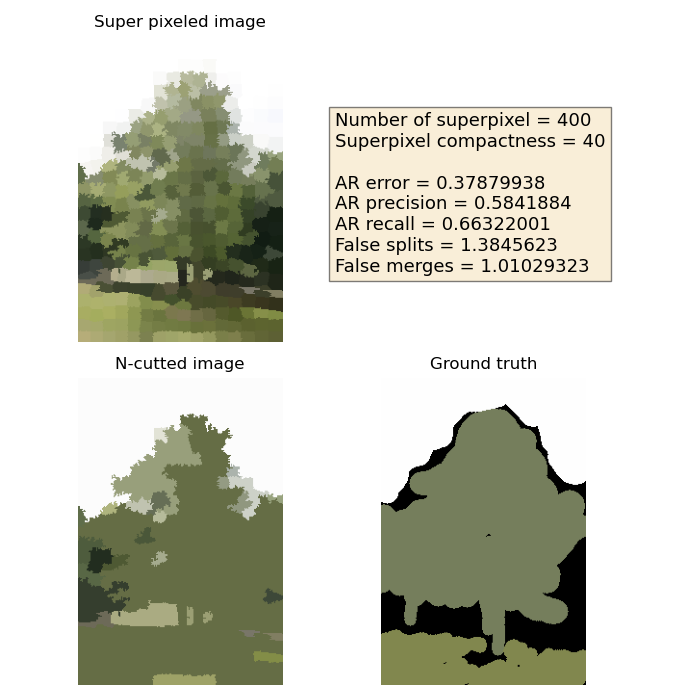 Super pixeled image
Number of superpixel = 400
Superpixel compactness = 40
AR error = 0.37879938
AR precision = 0.5841884
AR recall = 0.66322001
False splits = 1.3845623
False merges = 1.01029323
N-cutted image
Ground truth